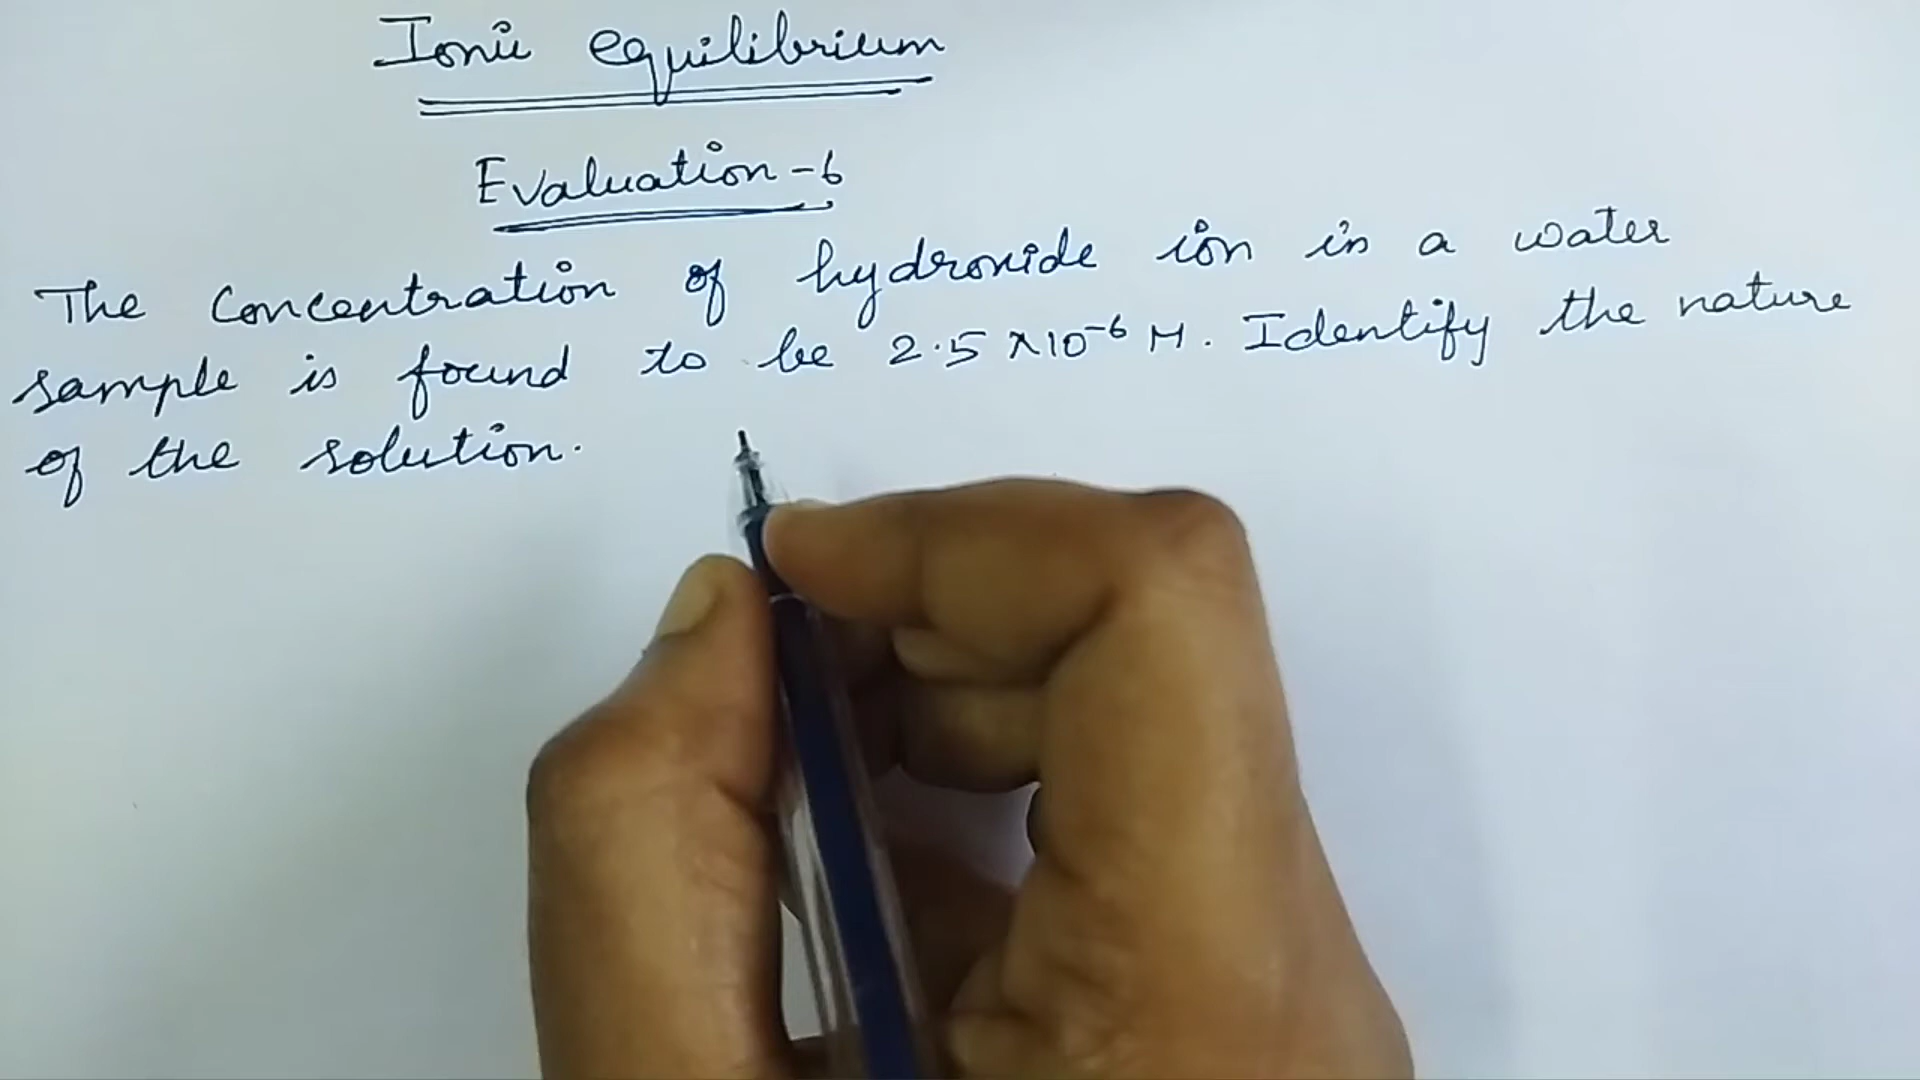 Ionic equilibrium
Evaluation-6
The Concentration of hydroxide ion in a water
sample is found to be 2.5 x10⁻⁶ M. Identify the nature
of the solution.